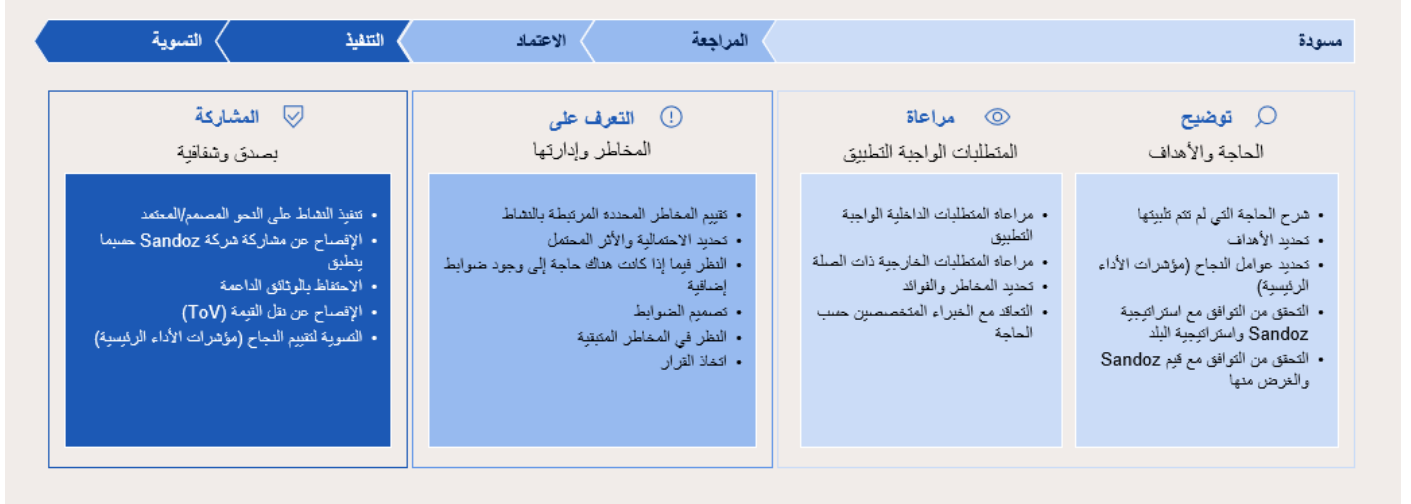 مسودة
المراجعة
الاعتماد
التنفيذ
التسوية
توضيح
الحاجة والأهداف
• شرح الحاجة التي لم تتم تلبيتها
• تحديد الأهداف
• تحديد عوامل النجاح (مؤشرات الأداء
الرئيسية)
• التحقق من التوافق مع استراتيجية
Sandoz واستراتيجية البلد
• التحقق من التوافق مع قيم Sandoz
والغرض منها
مراعاة
المتطلبات الواجبة التطبيق
• مراعاة المتطلبات الداخلية الواجبة
التطبيق
• مراعاة المتطلبات الخارجية ذات الصلة
• تحديد المخاطر والفوائد
• التعاقد مع الخبراء المتخصصين حسب
الحاجة
التعرف على
المخاطر وإدارتها
• تقييم المخاطر المحددة المرتبطة بالنشاط
• تحديد الاحتمالية والأثر المحتمل
• النظر فيما إذا كانت هناك حاجة إلى وجود ضوابط
إضافية
• تصميم الضوابط
• النظر في المخاطر المتبقية
• اتخاذ القرار
المشاركة
بصدق وشفافية
• تنفيذ النشاط على النحو المصمم/المعتمد
• الإفصاح عن مشاركة شركة Sandoz حسبما
ينطبق
• الاحتفاظ بالوثائق الداعمة
• الإفصاح عن نقل القيمة (ToV)
• التسوية لتقييم النجاح (مؤشرات الأداء الرئيسية)